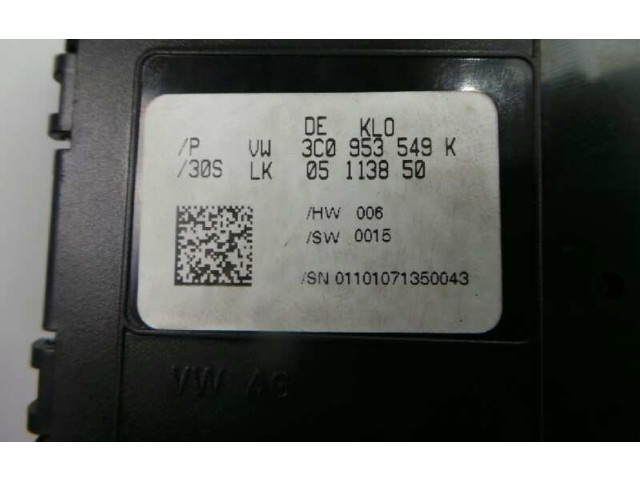 DE KLO
/P VW 3C0 953 549 K
/30S LK 05 1138 50
/HW 006
/SW 0015
/SN 01101071350043
VW AG